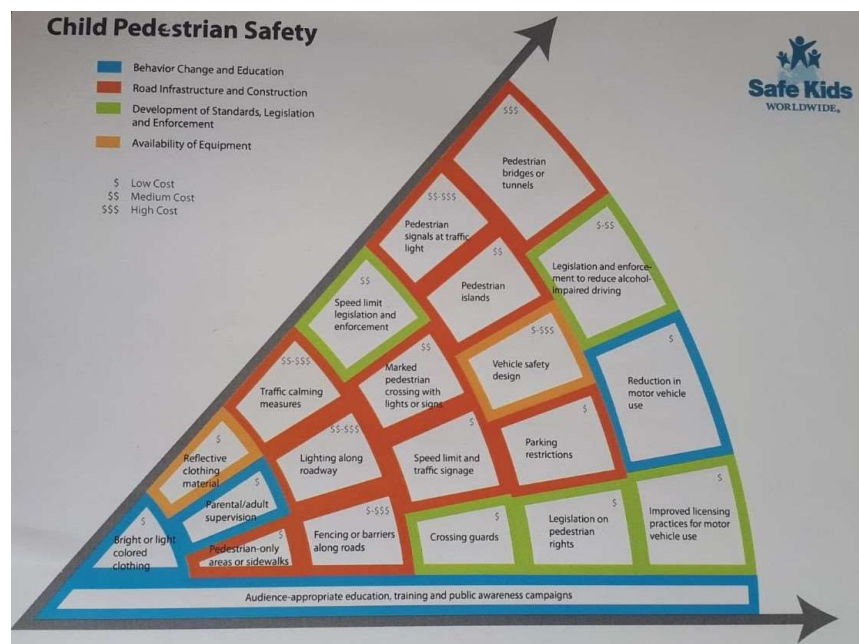 Child Pedestrian Safety
Behavior Change and Education
Road Infrastructure and Construction
Development of Standards, Legislation
and Enforcement
Availability of Equipment
$ Low Cost
$$ Medium Cost
$$$ High Cost
Safe Kids
WORLDWIDE®
$$$
Pedestrian
bridges or
tunnels
$$-$$$
Pedestrian
signals at traffic
light
$-$$
Legislation and enforce-
ment to reduce alcohol-
impaired driving
$$
Speed limit
legislation and
enforcement
$$
Pedestrian
islands
$
Reduction in
motor vehicle
use
$$-$$$
Traffic calming
measures
$$
Marked
pedestrian
crossing with
lights or signs
$-$$$
Vehicle safety
design
$
Reflective
clothing
material
$$-$$$
Lighting along
roadway
$
Speed limit and
traffic signage
$
Parking
restrictions
$
Bright or light
colored
clothing
$
Parental/adult
supervision
$
Pedestrian-only
areas or sidewalks
$-$$$
Fencing or barriers
along roads
$
Crossing guards
$
Legislation on
pedestrian
rights
$
Improved licensing
practices for motor
vehicle use
Audience-appropriate education, training and public awareness campaigns